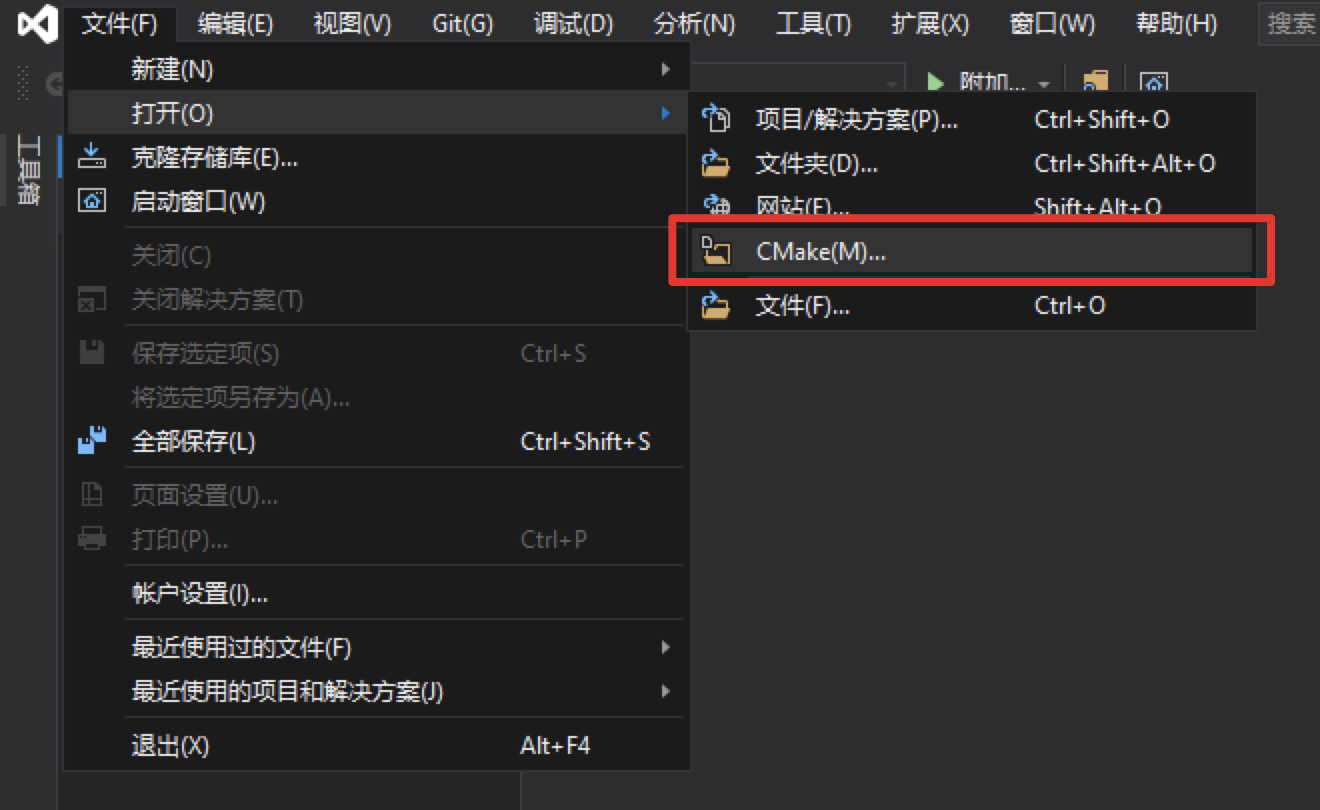 文件(F) 编辑(E) 视图(V) Git(G) 调试(D) 分析(N) 工具(T) 扩展(X) 窗口(W) 帮助(H) 搜索
附加...
工具箱
新建(N)
打开(O)
克隆存储库(E)...
启动窗口(W)
关闭(C)
关闭解决方案(T)
保存选定项(S) Ctrl+S
将选定项另存为(A)...
全部保存(L) Ctrl+Shift+S
页面设置(U)...
打印(P)... Ctrl+P
帐户设置(I)...
最近使用过的文件(F)
最近使用的项目和解决方案(J)
退出(X) Alt+F4
项目/解决方案(P)... Ctrl+Shift+O
文件夹(D)... Ctrl+Shift+Alt+O
网站(E)... Shift+Alt+O
CMake(M)...
文件(F)... Ctrl+O